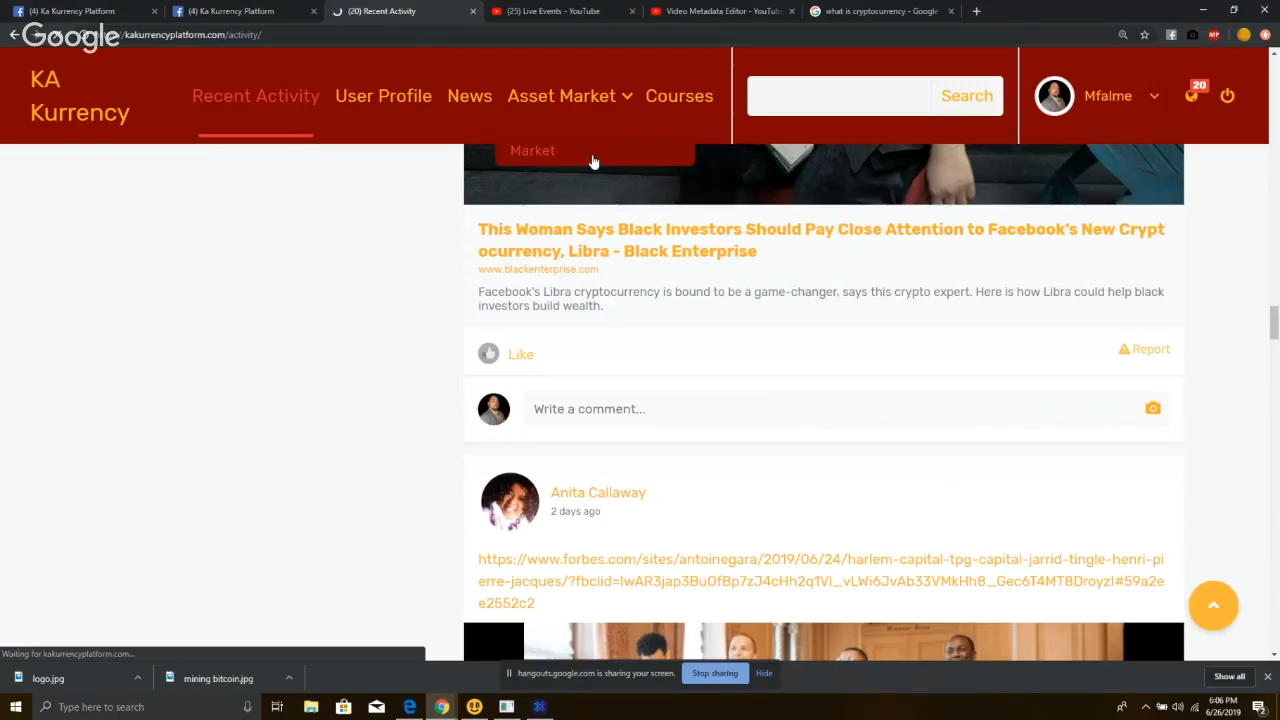 (4) Ka Kurrency Platform
(4) Ka Kurrency Platform
(20) Recent Activity
(25) Live Events - YouTube
Video Metadata Editor - YouTube
what is cryptocurrency - Google
Google
kakurrencyplatform.com/activity/
KA
Kurrency
Recent Activity
User Profile
News
Asset Market
Courses
Search
Mfalme
20
Market
This Woman Says Black Investors Should Pay Close Attention to Facebook's New Crypt
ocurrency, Libra - Black Enterprise
www.blackenterprise.com
Facebook's Libra cryptocurrency is bound to be a game-changer, says this crypto expert. Here is how Libra could help black
investors build wealth.
Like
Report
Write a comment...
Anita Callaway
2 days ago
https://www.forbes.com/sites/antoinegara/2019/06/24/harlem-capital-tpg-capital-jarrid-tingle-henri-pi
erre-jacques/?fbclid=IwAR3jap3BuOfBp7zJ4cHh2q1VI_vLWi6JvAb33VMkHh8_Gec6T4MT8DroyzI#59a2e
e2552c2
Waiting for kakurrencyplatform.com...
logo.jpg
mining bitcoin.jpg
hangouts.google.com is sharing your screen.
Stop sharing
Hide
Show all
Type here to search
6:06 PM
6/26/2019
2